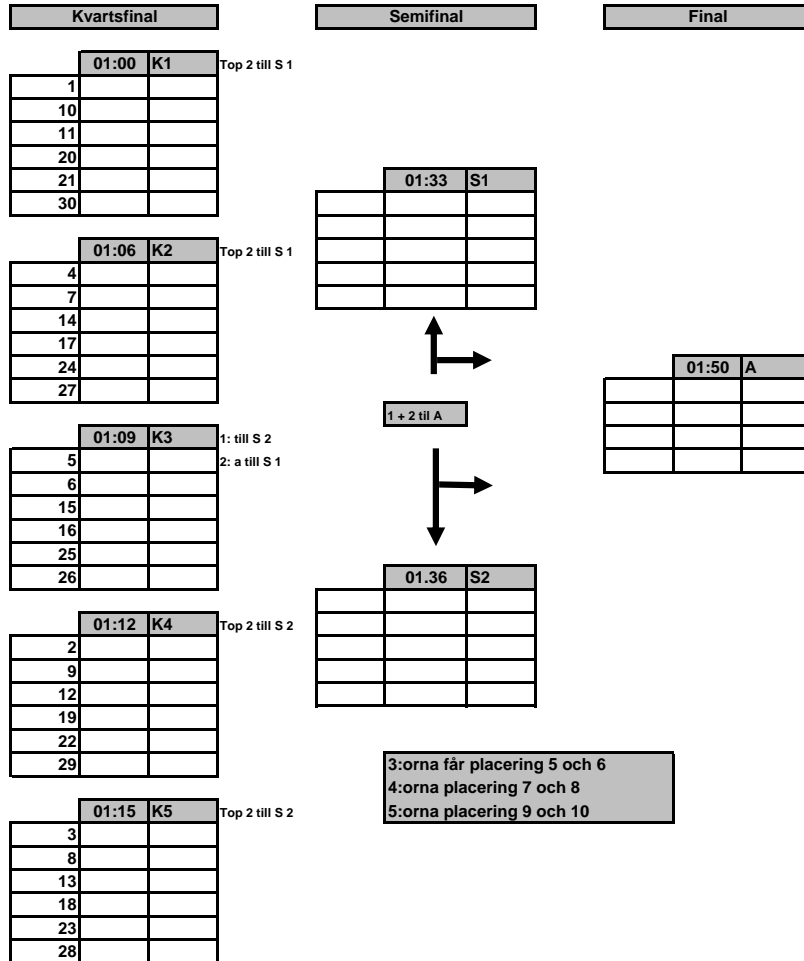 Kvartsfinal
Semifinal
Final
01:00 K1 Top 2 till S 1
1
10
11
20
21
30
01:06 K2 Top 2 till S 1
4
7
14
17
24
27
01:09 K3 1: till S 2
5 2: a till S 1
6
15
16
25
26
01:12 K4 Top 2 till S 2
2
9
12
19
22
29
01:15 K5 Top 2 till S 2
3
8
13
18
23
28
01:33 S1
1 + 2 til A
01.36 S2
3:orna får placering 5 och 6
4:orna placering 7 och 8
5:orna placering 9 och 10
01:50 A